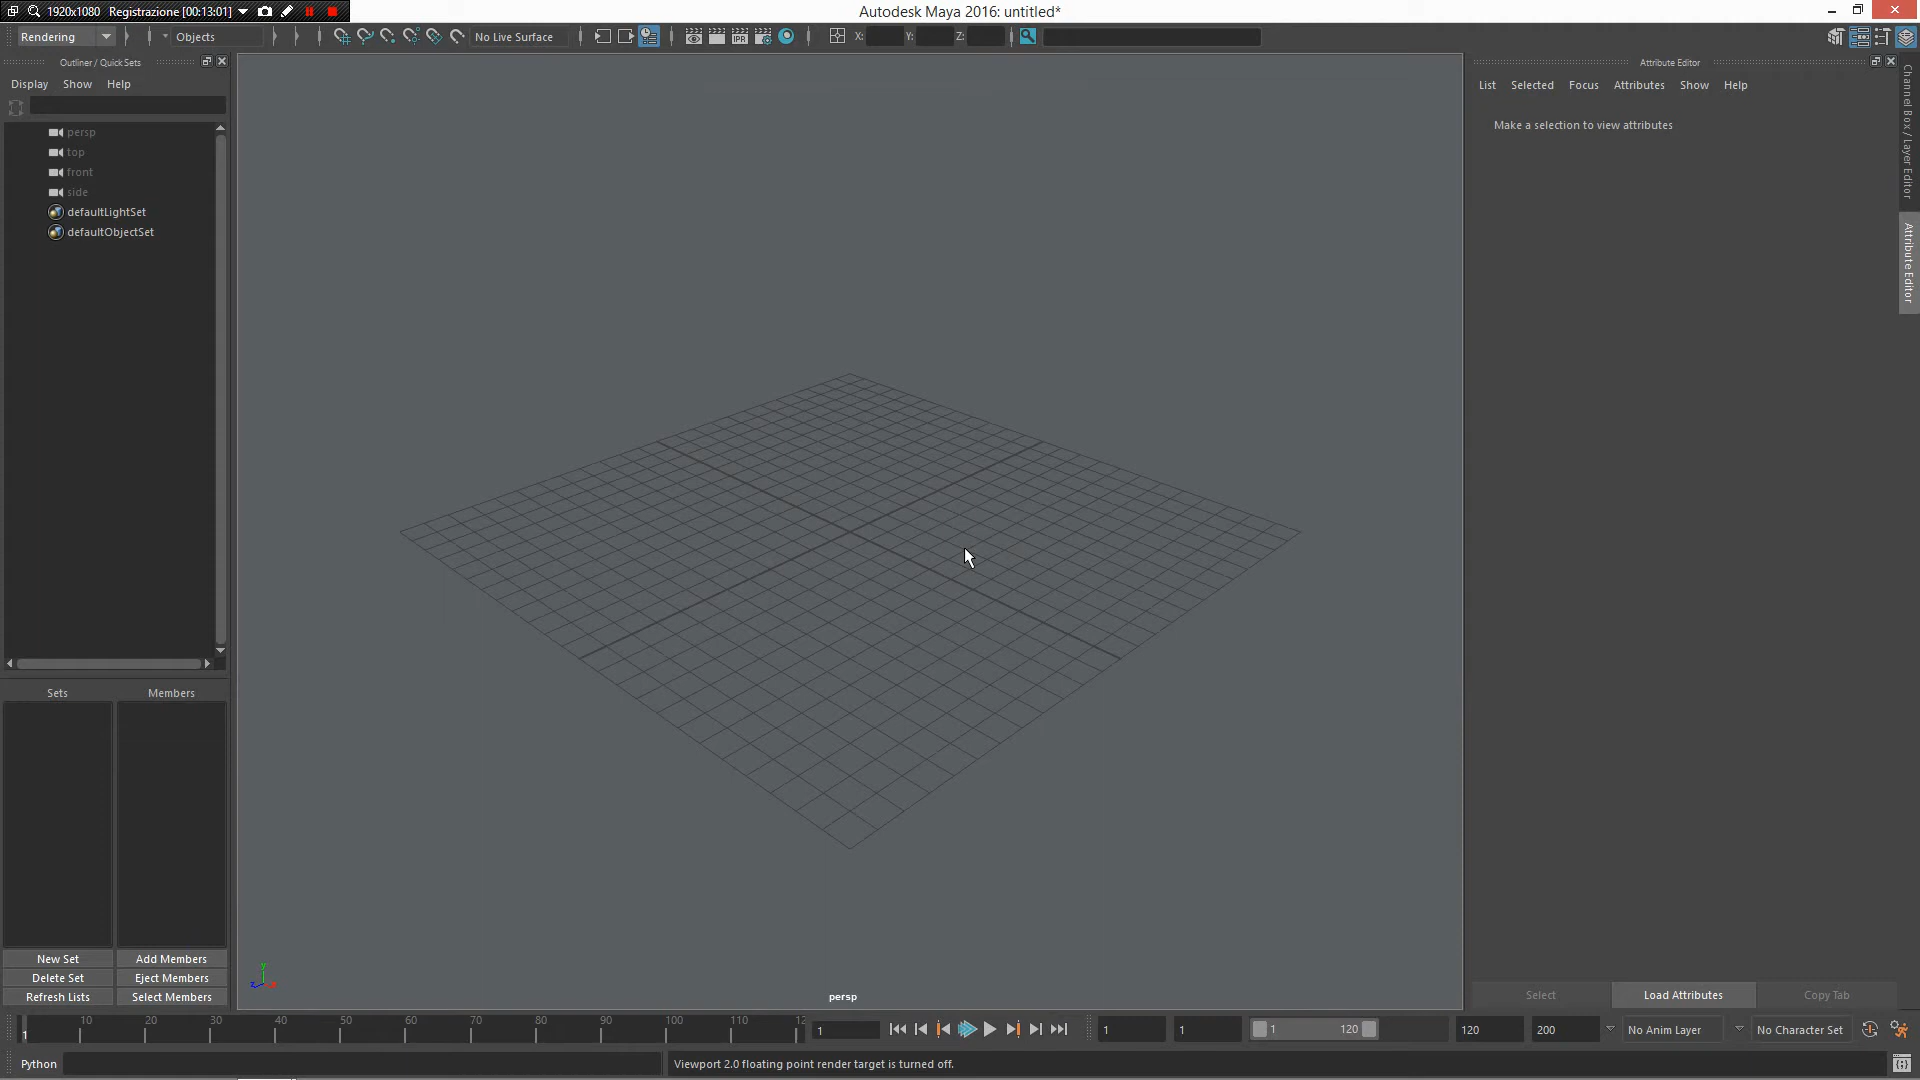 1920x1080 Registrazione [00:13:01]
Autodesk Maya 2016: untitled*
Rendering Objects No Live Surface IPR X: Y: Z:
Outliner / Quick Sets
Display Show Help
persp
top
front
side
defaultLightSet
defaultObjectSet
Sets Members
New Set Add Members
Delete Set Eject Members
Refresh Lists Select Members
y
z x
persp
Attribute Editor
List Selected Focus Attributes Show Help
Make a selection to view attributes
Channel Box / Layer Editor
Attribute Editor
Select Load Attributes Copy Tab
1 10 20 30 40 50 60 70 80 90 100 110 12
1 1 1 1 120 120 200 No Anim Layer No Character Set
Python Viewport 2.0 floating point render target is turned off.